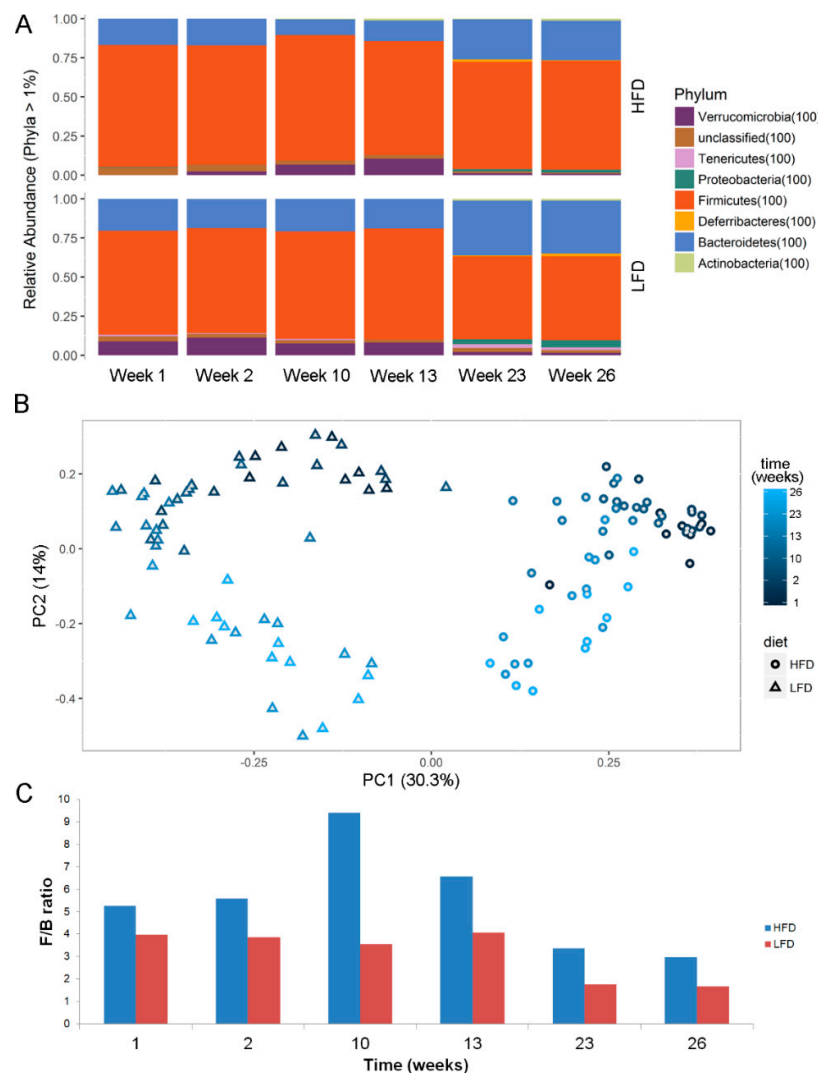 A
Relative Abundance (Phyla > 1%)
1.00
0.75
0.50
0.25
0.00
HFD
1.00
0.75
0.50
0.25
0.00
LFD
Week 1 Week 2 Week 10 Week 13 Week 23 Week 26
Phylum
Verrucomicrobia(100)
unclassified(100)
Tenericutes(100)
Proteobacteria(100)
Firmicutes(100)
Deferribacteres(100)
Bacteroidetes(100)
Actinobacteria(100)
B
PC2 (14%)
0.2
0.0
-0.2
-0.4
-0.25 0.00 0.25
PC1 (30.3%)
time
(weeks)
26
23
13
10
2
1
diet
HFD
LFD
C
F/B ratio
10
9
8
7
6
5
4
3
2
1
0
1 2 10 13 23 26
Time (weeks)
HFD
LFD